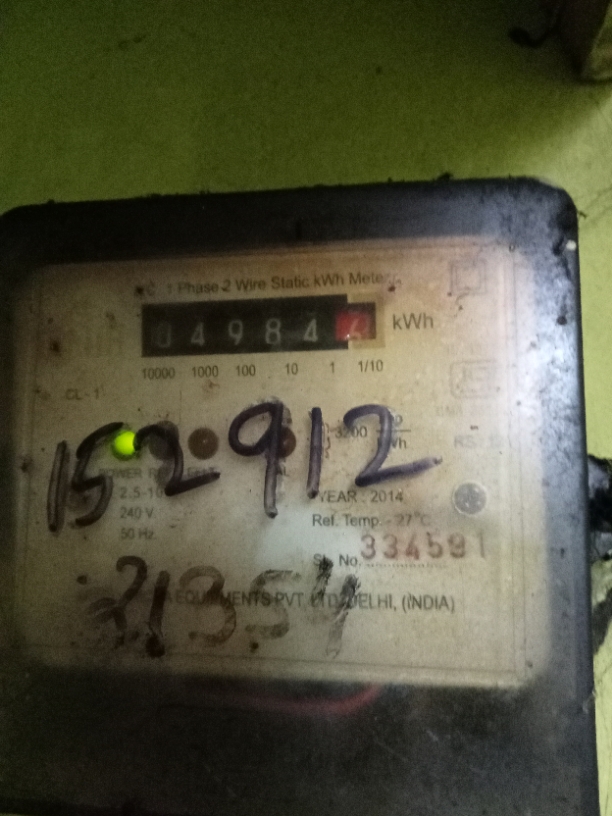 1 Phase 2 Wire Static kWh Meter
04984 kWh
10000 1000 100 10 1 1/10
CL-1
152912
3200
POWER
2.5-10
240 V
50 Hz.
YEAR : 2014
Ref. Temp. - 27°C
Sl. No. 334591
EQUIPMENTS PVT. LTD. DELHI, (INDIA)